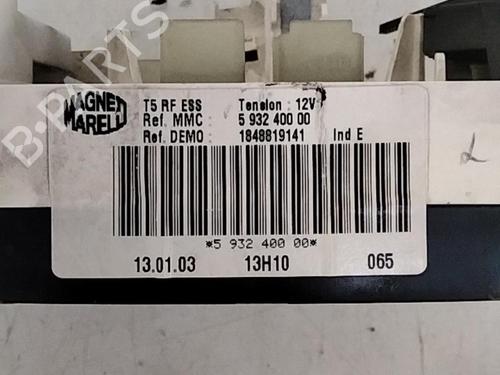 B-PARTS
MAGNETI MARELLI
T5 RF ESS Tension : 12V
Ref. MMC : 5 932 400 00
Ref. DEMO : 1848819141 Ind E
*5 932 400 00*
13.01.03 13H10 065